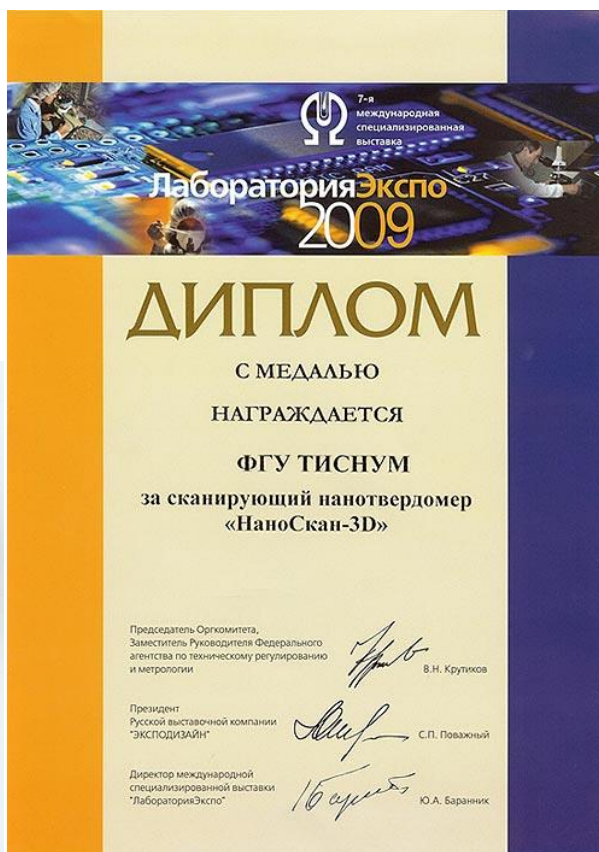 7-я
международная
специализированная
выставка
ЛабораторияЭкспо
2009
ДИПЛОМ
С МЕДАЛЬЮ
НАГРАЖДАЕТСЯ
ФГУ ТИСНУМ
за сканирующий нанотвердомер
«НаноСкан-3D»
Председатель Оргкомитета,
Заместитель Руководителя Федерального
агентства по техническому регулированию
и метрологии
В.Н. Крутиков
Президент
Русской выставочной компании
"ЭКСПОДИЗАЙН"
С.П. Поважный
Директор международной
специализированной выставки
"ЛабораторияЭкспо"
Ю.А. Баранник